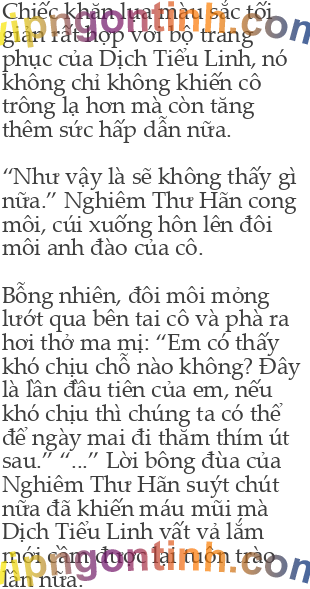 Chiếc khăn lụa màu sắc tối
giản rất hợp với bộ trang
phục của Dịch Tiểu Linh, nó
không chỉ không khiến cô
trông lạ hơn mà còn tăng
thêm sức hấp dẫn nữa.
“Như vậy là sẽ không thấy gì
nữa.” Nghiêm Thư Hãn cong
môi, cúi xuống hôn lên đôi
môi anh đào của cô.
Bỗng nhiên, đôi môi mỏng
lướt qua bên tai cô và phà ra
hơi thở ma mị: “Em có thấy
khó chịu chỗ nào không? Đây
là lần đầu tiên của em, nếu
khó chịu thì chúng ta có thể
để ngày mai đi thăm thím út
sau.” “...” Lời bông đùa của
Nghiêm Thư Hãn suýt chút
nữa đã khiến máu mũi mà
Dịch Tiểu Linh vất vả lắm
mới cầm được lại tuôn trào
lần nữa.